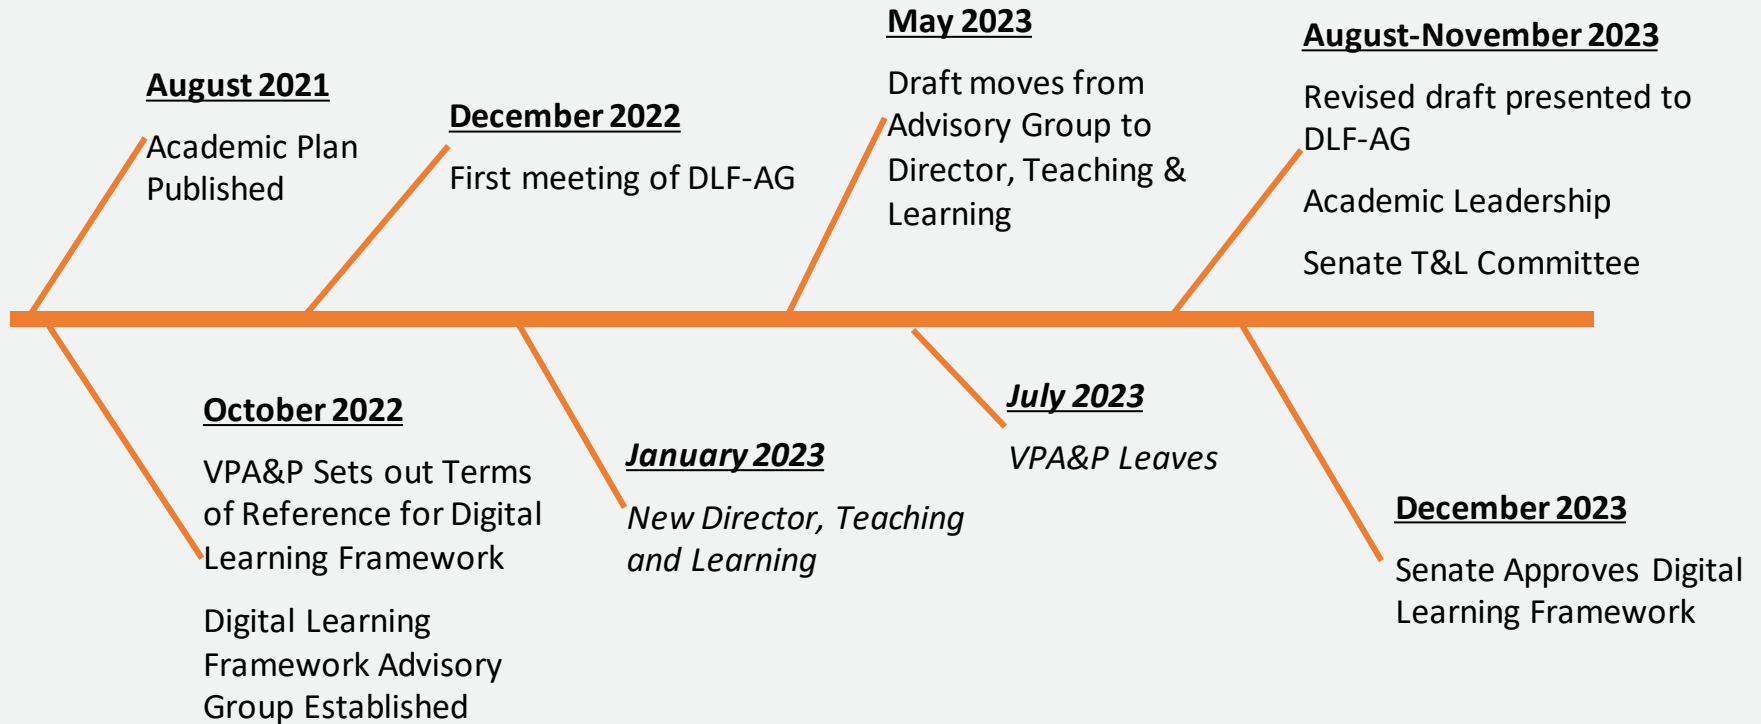 August 2021
Academic Plan
Published
October 2022
VPA&P Sets out Terms
of Reference for Digital
Learning Framework
Digital Learning
Framework Advisory
Group Established
December 2022
First meeting of DLF-AG
January 2023
New Director, Teaching
and Learning
May 2023
Draft moves from
Advisory Group to
Director, Teaching &
Learning
July 2023
VPA&P Leaves
August-November 2023
Revised draft presented to
DLF-AG
Academic Leadership
Senate T&L Committee
December 2023
Senate Approves Digital
Learning Framework